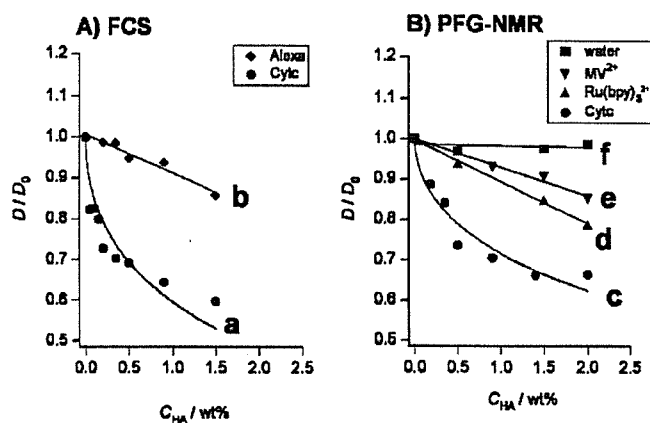 A) FCS
Alexa
Cytc
1.2
1.1
1.0
0.9
0.8
0.7
0.6
0.5
D/D0
b
a
0.0 0.5 1.0 1.5 2.0 2.5
CHA / wt%
B) PFG-NMR
water
MV2+
Ru(bpy)32+
Cytc
1.2
1.1
1.0
0.9
0.8
0.7
0.6
0.5
D/D0
f
e
d
c
0.0 0.5 1.0 1.5 2.0 2.5
CHA / wt%